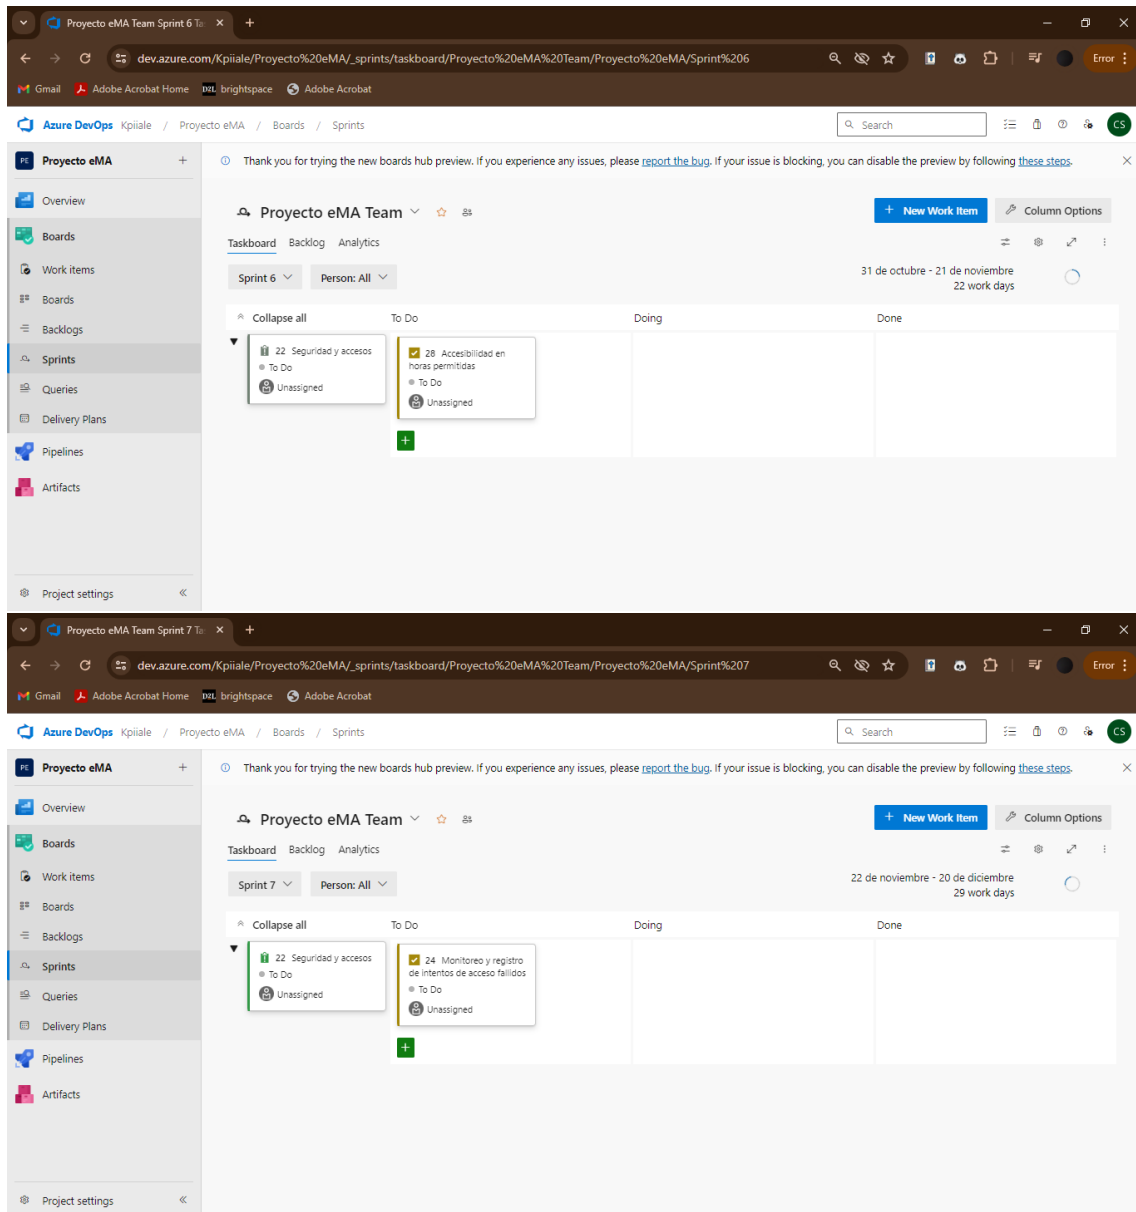 Proyecto eMA Team Sprint 6 Ta
dev.azure.com/Kpiiale/Proyecto%20eMA/_sprints/taskboard/Proyecto%20eMA%20Team/Proyecto%20eMA/Sprint%206
Error
Gmail Adobe Acrobat Home D2L brightspace Adobe Acrobat
Azure DevOps Kpiiale / Proyecto eMA / Boards / Sprints
Search
CS
PE Proyecto eMA +
Thank you for trying the new boards hub preview. If you experience any issues, please report the bug. If your issue is blocking, you can disable the preview by following these steps.
Overview
Boards
Work items
Boards
Backlogs
Sprints
Queries
Delivery Plans
Pipelines
Artifacts
Project settings
Proyecto eMA Team
+ New Work Item
Column Options
Taskboard Backlog Analytics
Sprint 6 Person: All
31 de octubre - 21 de noviembre
22 work days
Collapse all To Do Doing Done
22 Seguridad y accesos
To Do
Unassigned
28 Accesibilidad en
horas permitidas
To Do
Unassigned
Proyecto eMA Team Sprint 7 Ta
dev.azure.com/Kpiiale/Proyecto%20eMA/_sprints/taskboard/Proyecto%20eMA%20Team/Proyecto%20eMA/Sprint%207
Error
Gmail Adobe Acrobat Home D2L brightspace Adobe Acrobat
Azure DevOps Kpiiale / Proyecto eMA / Boards / Sprints
Search
CS
PE Proyecto eMA +
Thank you for trying the new boards hub preview. If you experience any issues, please report the bug. If your issue is blocking, you can disable the preview by following these steps.
Overview
Boards
Work items
Boards
Backlogs
Sprints
Queries
Delivery Plans
Pipelines
Artifacts
Project settings
Proyecto eMA Team
+ New Work Item
Column Options
Taskboard Backlog Analytics
Sprint 7 Person: All
22 de noviembre - 20 de diciembre
29 work days
Collapse all To Do Doing Done
22 Seguridad y accesos
To Do
Unassigned
24 Monitoreo y registro
de intentos de acceso fallidos
To Do
Unassigned